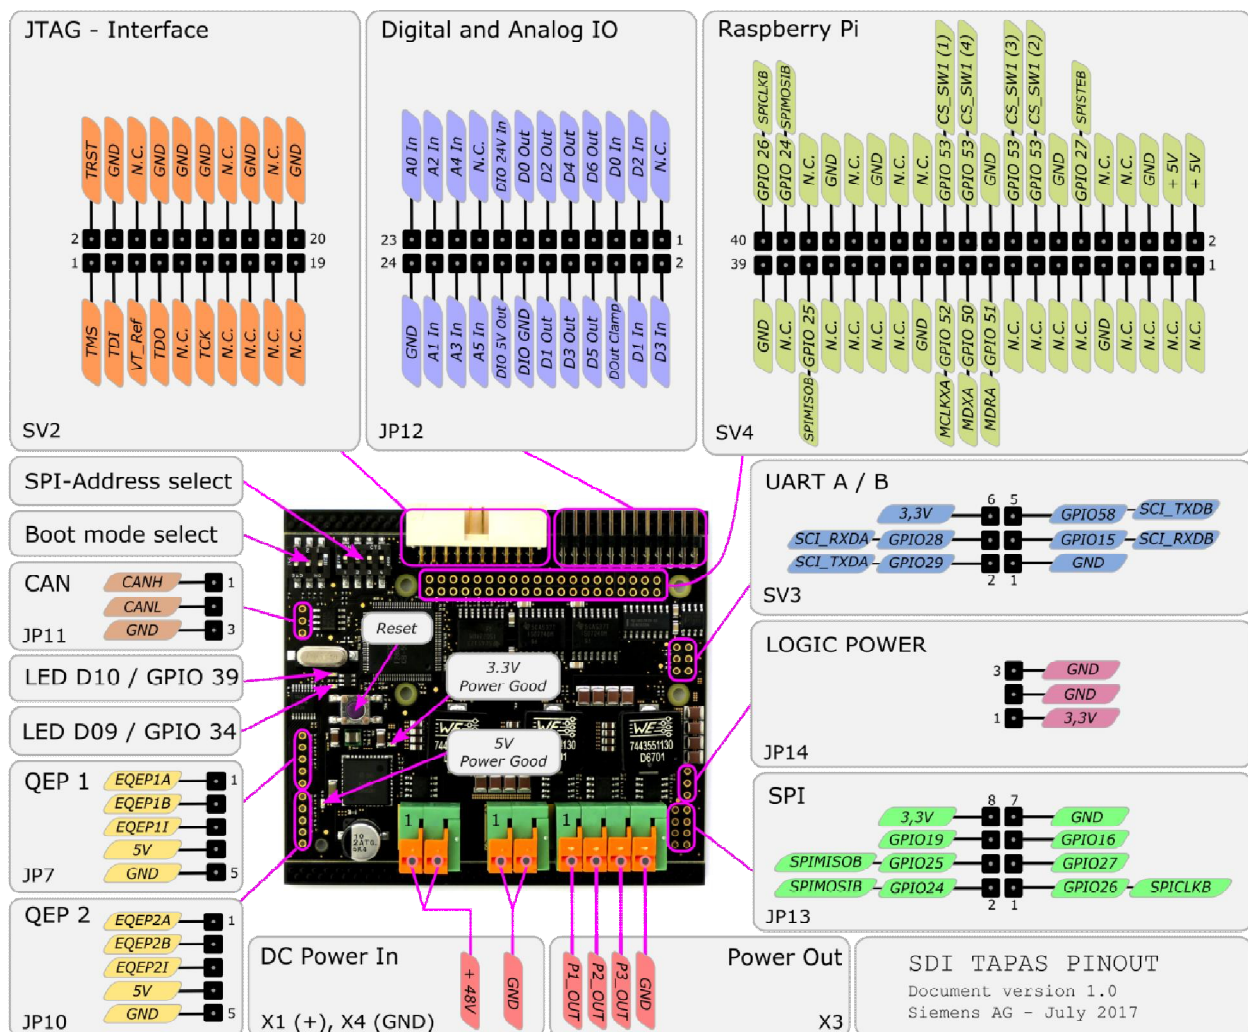 JTAG - Interface
TRST
GND
N.C.
GND
GND
GND
N.C.
GND
N.C.
GND
2
20
1
19
TMS
TDI
VT_Ref
TDO
N.C.
TCK
N.C.
N.C.
N.C.
N.C.
SV2
Digital and Analog IO
A0 In
A2 In
A4 In
N.C.
DIO 24V In
D0 Out
D2 Out
D4 Out
D6 Out
D0 In
D2 In
N.C.
23
1
24
2
GND
A1 In
A3 In
A5 In
DIO 5V Out
DIO GND
D1 Out
D3 Out
D5 Out
DOut Clamp
D1 In
D3 In
JP12
Raspberry Pi
SPICLKB
SPIMOSIB
CS_SW1 (1)
CS_SW1 (4)
CS_SW1 (3)
CS_SW1 (2)
SPISTEB
GPIO 26
GPIO 24
N.C.
GND
N.C.
GND
N.C.
N.C.
GPIO 53
GPIO 53
GND
GPIO 53
GPIO 53
GND
GPIO 27
N.C.
N.C.
GND
+ 5V
+ 5V
40
2
39
1
GND
N.C.
GPIO 25
N.C.
N.C.
N.C.
N.C.
GND
GPIO 52
GPIO 50
GPIO 51
N.C.
N.C.
N.C.
N.C.
GND
N.C.
N.C.
N.C.
N.C.
SPIMISOB
MCLKXA
MDXA
MDRA
SV4
SPI-Address select
Boot mode select
CAN
CANH
1
CANL
GND
3
JP11
LED D10 / GPIO 39
LED D09 / GPIO 34
QEP 1
EQEP1A
1
EQEP1B
EQEP1I
5V
GND
5
JP7
QEP 2
EQEP2A
1
EQEP2B
EQEP2I
5V
GND
5
JP10
Reset
3.3V
Power Good
5V
Power Good
WE
7443551130
D6701
1
1
1
UART A / B
6 5
3,3V
GPIO58
SCI_TXDB
SCI_RXDA
GPIO28
GPIO15
SCI_RXDB
SCI_TXDA
GPIO29
GND
2 1
SV3
LOGIC POWER
3
GND
GND
1
3,3V
JP14
SPI
8 7
3,3V
GND
GPIO19
GPIO16
SPIMISOB
GPIO25
GPIO27
SPIMOSIB
GPIO24
GPIO26
SPICLKB
2 1
JP13
DC Power In
+ 48V
GND
X1 (+), X4 (GND)
P1_OUT
P2_OUT
P3_OUT
GND
Power Out
X3
SDI TAPAS PINOUT
Document version 1.0
Siemens AG - July 2017